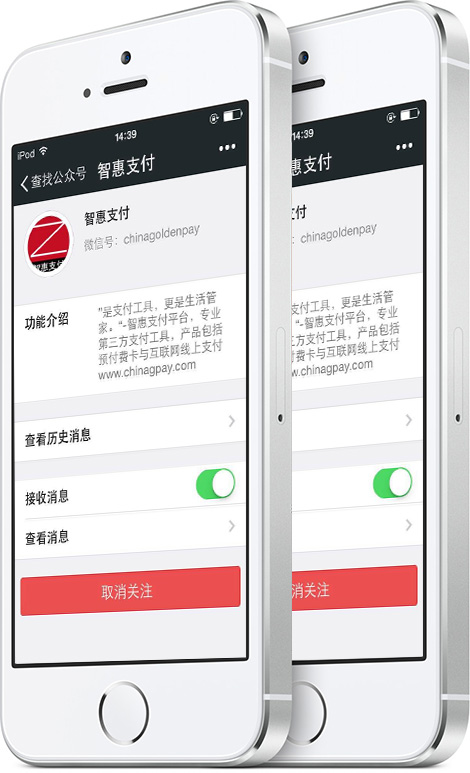 iPod 14:39
查找公众号 智惠支付
智惠支付
智惠支付
微信号：chinagoldenpay
功能介绍
"是支付工具，更是生活管
家。“-智惠支付平台，专业
第三方支付工具，产品包括
预付费卡与互联网线上支付
www.chinagpay.com
查看历史消息
接收消息
查看消息
取消关注
14:39
惠支付
付
：chinagoldenpay
支付工具，更是生活管
“-智惠支付平台，专业
方支付工具，产品包括
费卡与互联网线上支付
.chinagpay.com
消关注